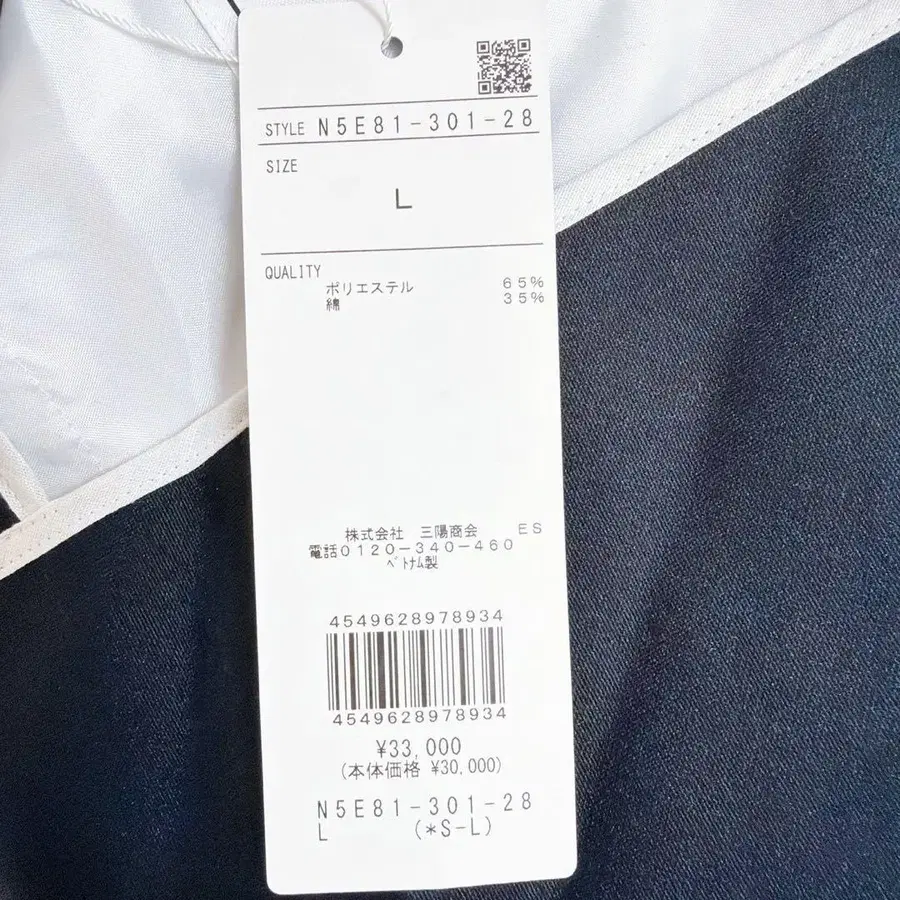 STYLE N5E81-301-28
SIZE
L
QUALITY
ポリエステル 65%
綿 35%
株式会社 三陽商会 ES
電話0120-340-460
ベトナム製
4549628978934
4549628978934
¥33,000
(本体価格 ¥30,000)
N5E81-301-28
L (*S-L)